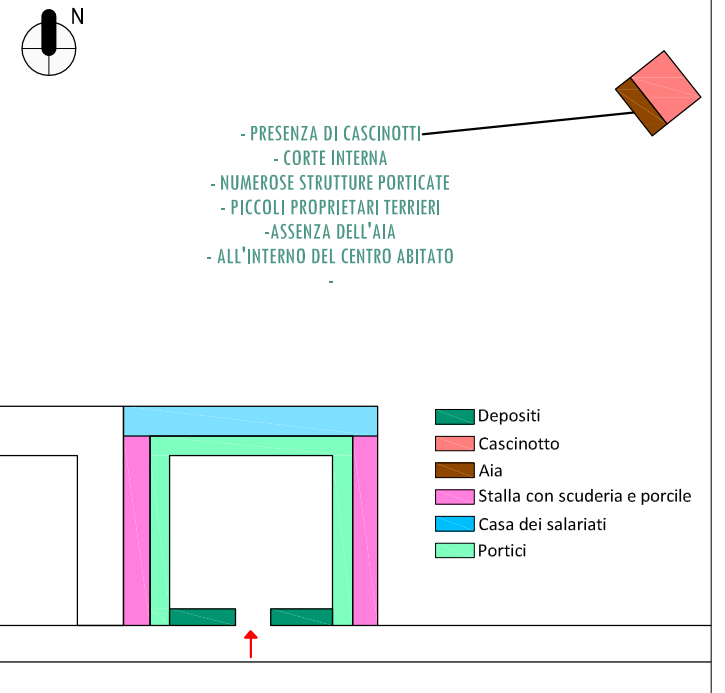 N
- PRESENZA DI CASCINOTTI
- CORTE INTERNA
- NUMEROSE STRUTTURE PORTICATE
- PICCOLI PROPRIETARI TERRIERI
-ASSENZA DELL'AIA
- ALL'INTERNO DEL CENTRO ABITATO
-
Depositi
Cascinotto
Aia
Stalla con scuderia e porcile
Casa dei salariati
Portici